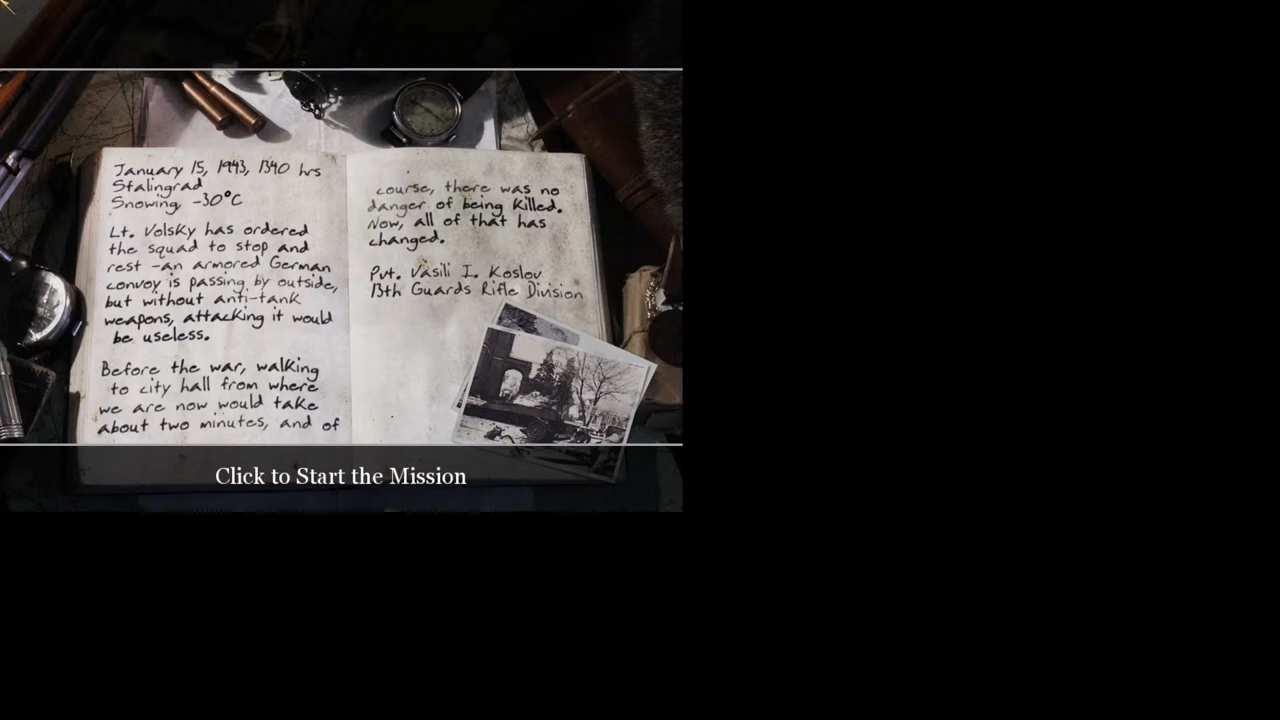 January 15, 1943, 1340 hrs
Stalingrad
Snowing -30°C
Lt. Volsky has ordered
the squad to stop and
rest -an armored German
convoy is passing by outside,
but without anti-tank
weapons, attacking it would
be useless.
Before the war, walking
to city hall from where
we are now would take
about two minutes, and of
course, there was no
danger of being killed.
Now, all of that has
changed.
Pvt. Vasili I. Koslov
13th Guards Rifle Division
Click to Start the Mission